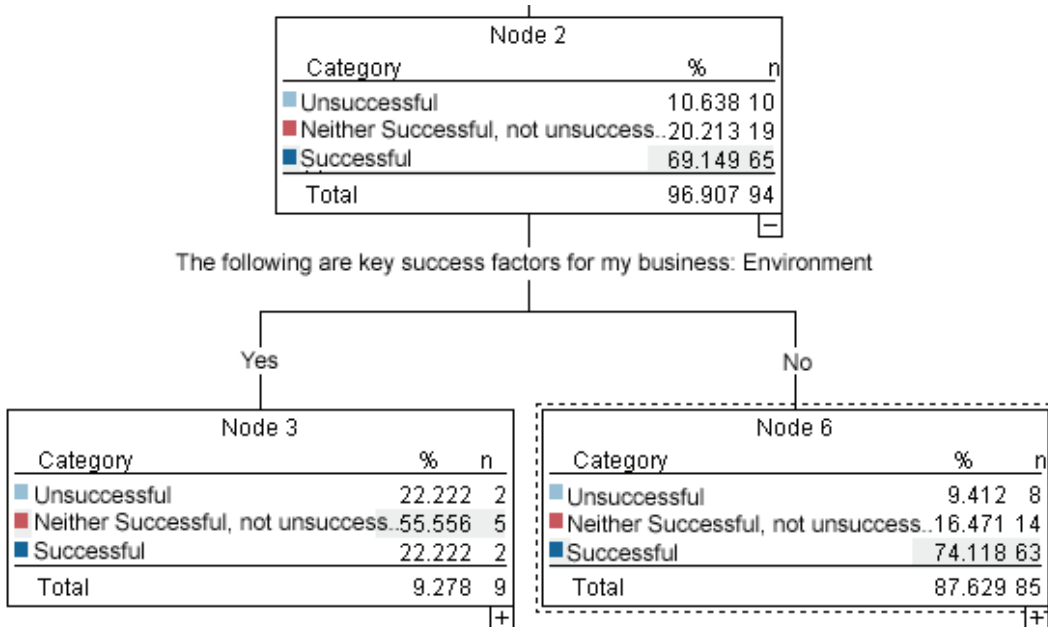 Node 2
Category % n
Unsuccessful 10.638 10
Neither Successful, not unsuccess.. 20.213 19
Successful 69.149 65
Total 96.907 94
The following are key success factors for my business: Environment
Yes
No
Node 3
Category % n
Unsuccessful 22.222 2
Neither Successful, not unsuccess.. 55.556 5
Successful 22.222 2
Total 9.278 9
Node 6
Category % n
Unsuccessful 9.412 8
Neither Successful, not unsuccess.. 16.471 14
Successful 74.118 63
Total 87.629 85